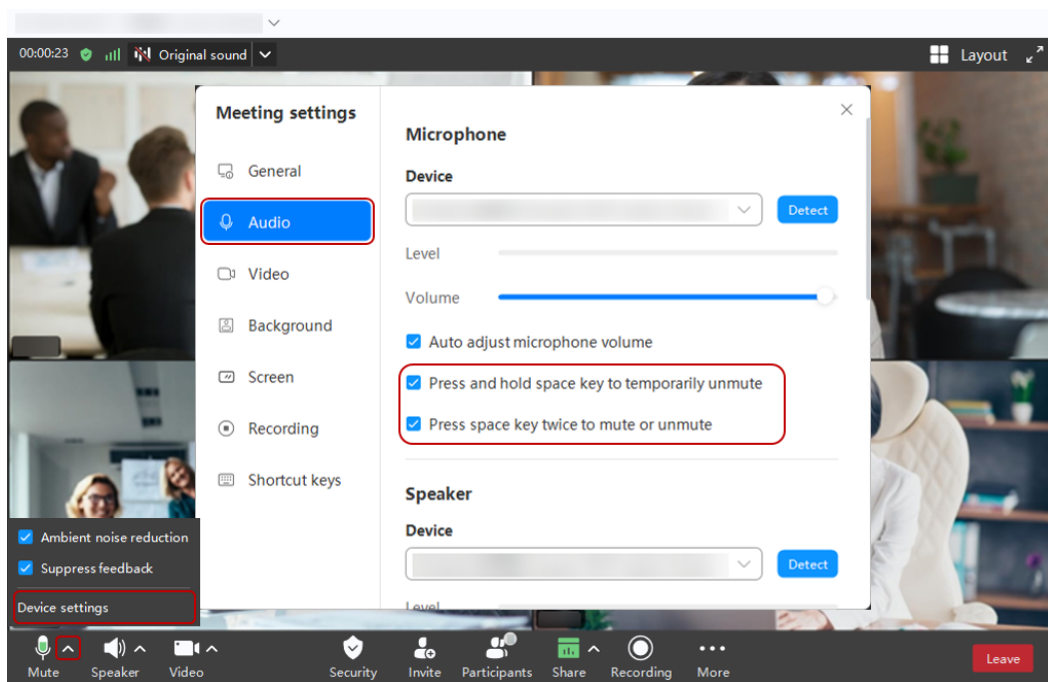 00:00:23 Original sound
Layout
Meeting settings
General
Audio
Video
Background
Screen
Recording
Shortcut keys
Microphone
Device
Detect
Level
Volume
Auto adjust microphone volume
Press and hold space key to temporarily unmute
Press space key twice to mute or unmute
Speaker
Device
Detect
Level
Ambient noise reduction
Suppress feedback
Device settings
Mute Speaker Video Security Invite Participants Share Recording More Leave